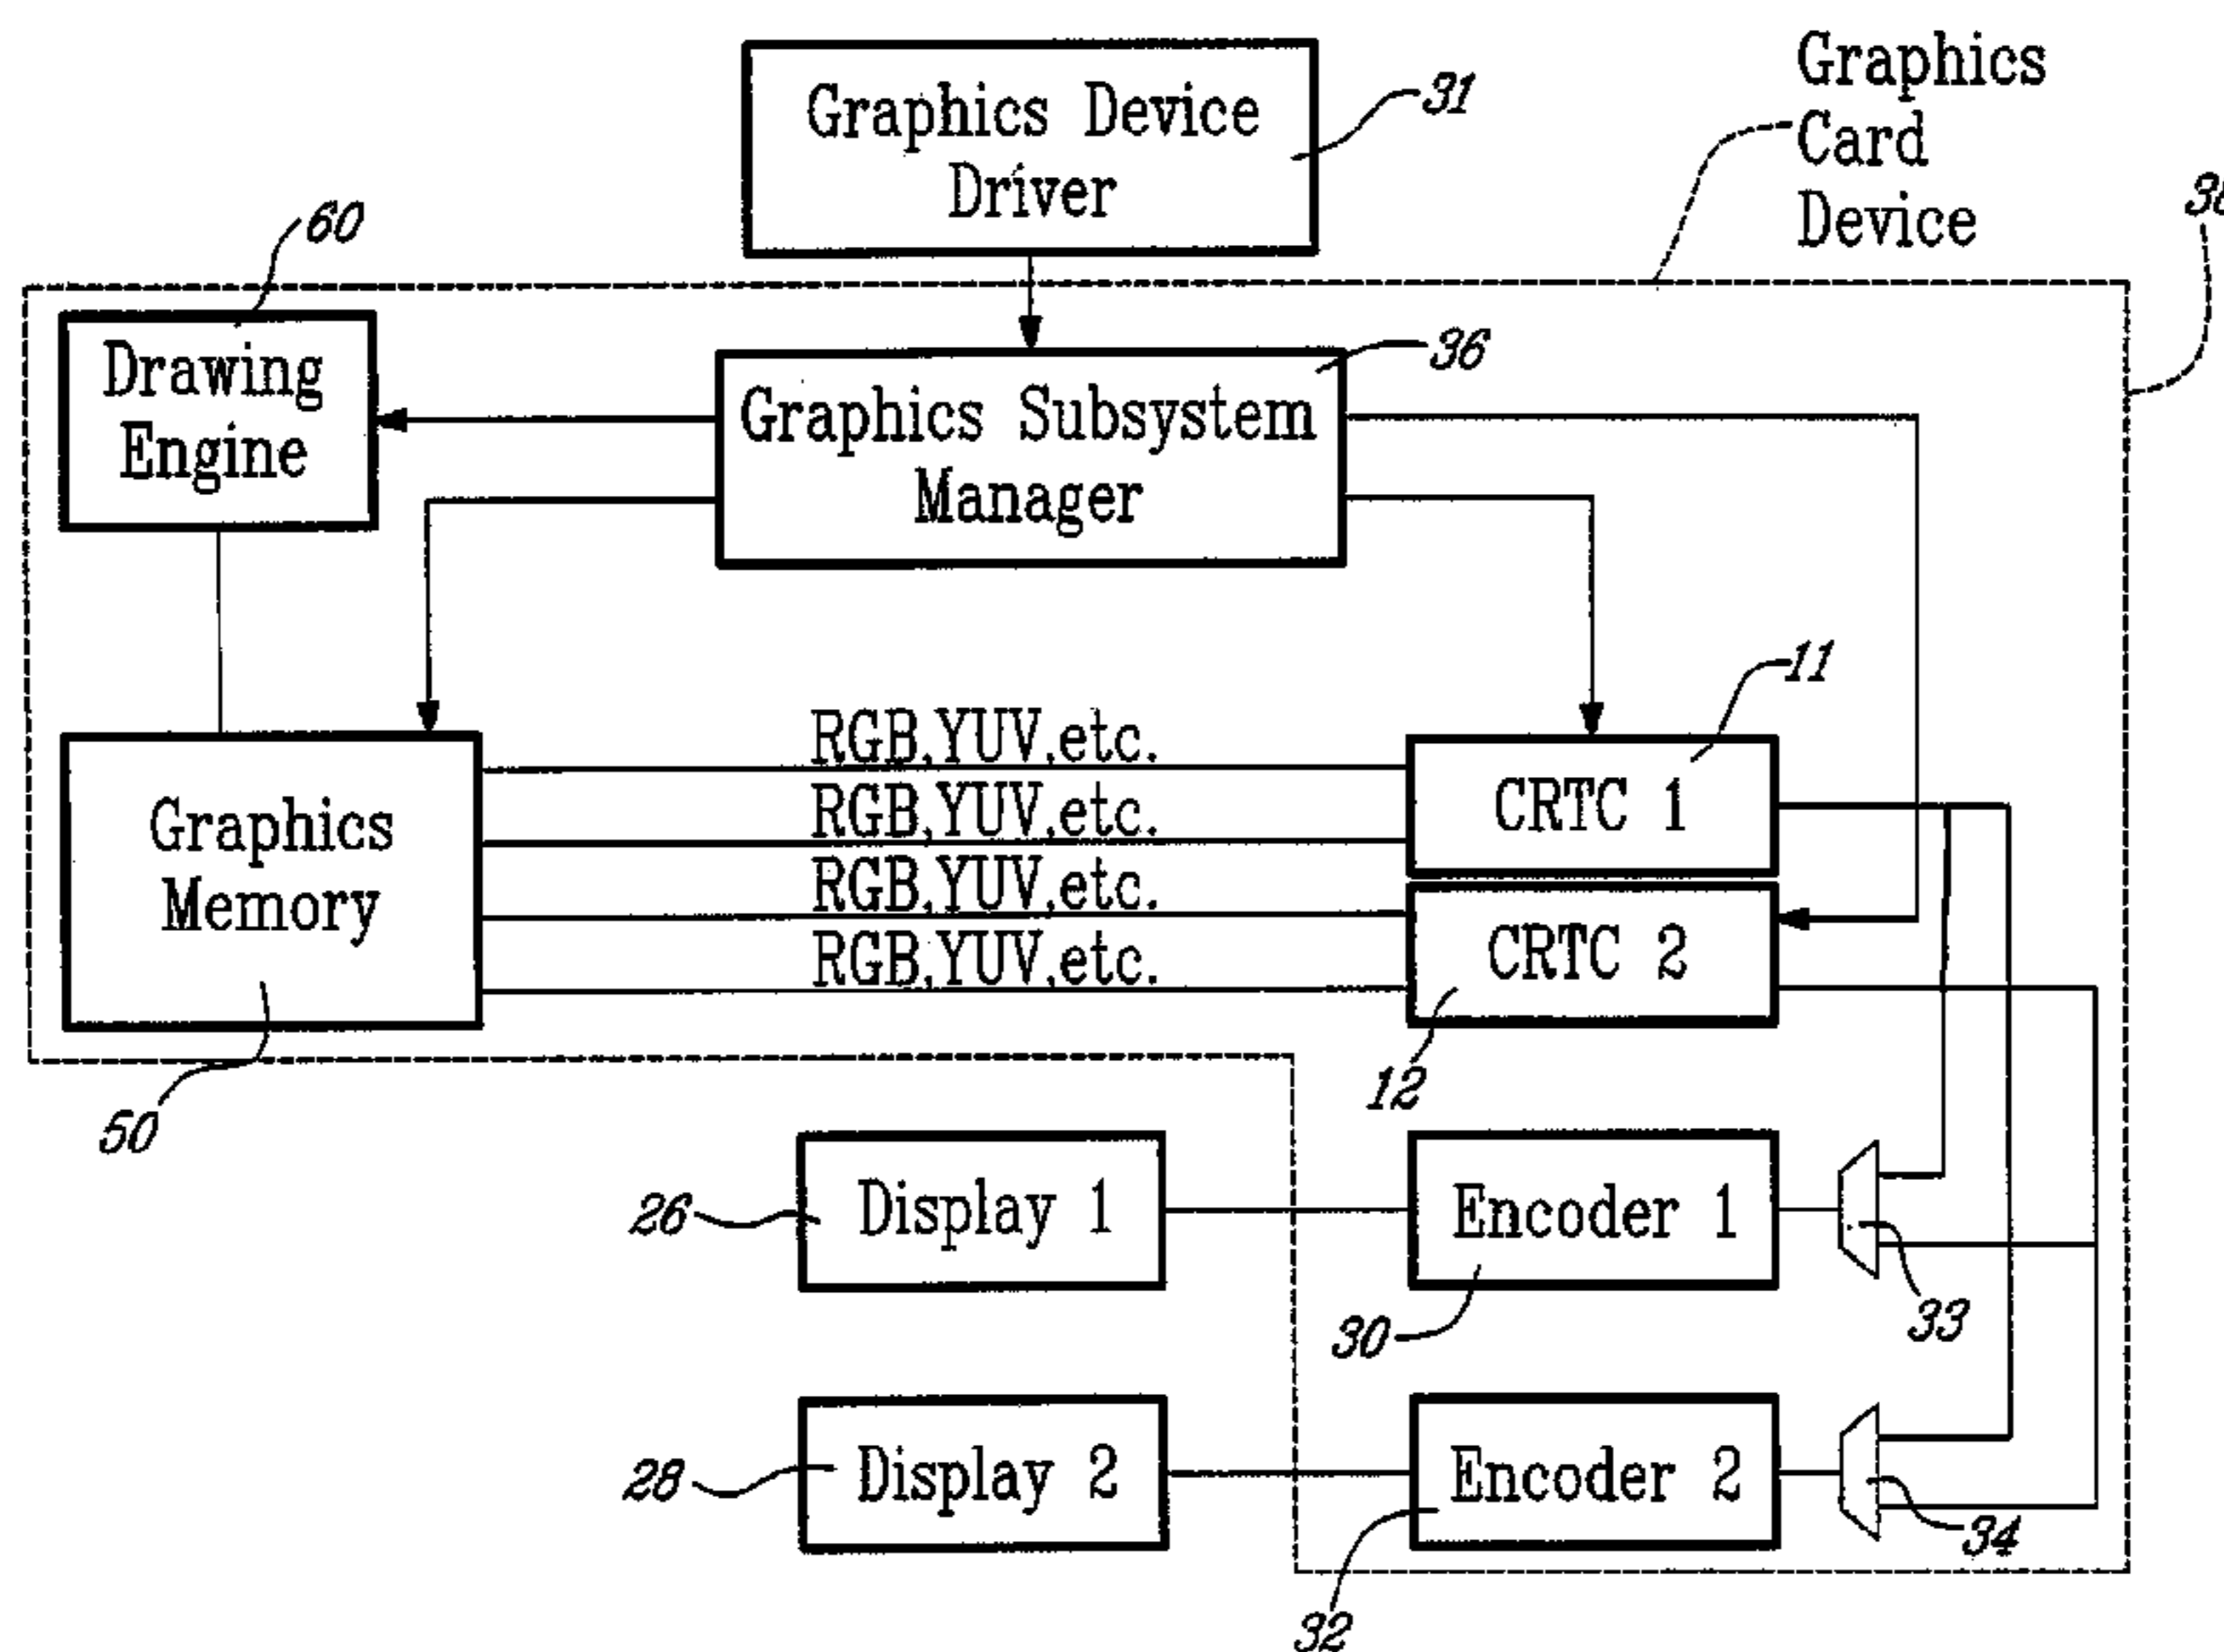 Graphics
Card
Device
Graphics Device
Driver
31
60
Drawing
Engine
36
Graphics Subsystem
Manager
11
RGB,YUV,etc.
RGB,YUV,etc.
RGB,YUV,etc.
RGB,YUV,etc.
Graphics
Memory
CRTC 1
CRTC 2
12
50
26
Display 1
Encoder 1
30
33
28
Display 2
Encoder 2
32
34